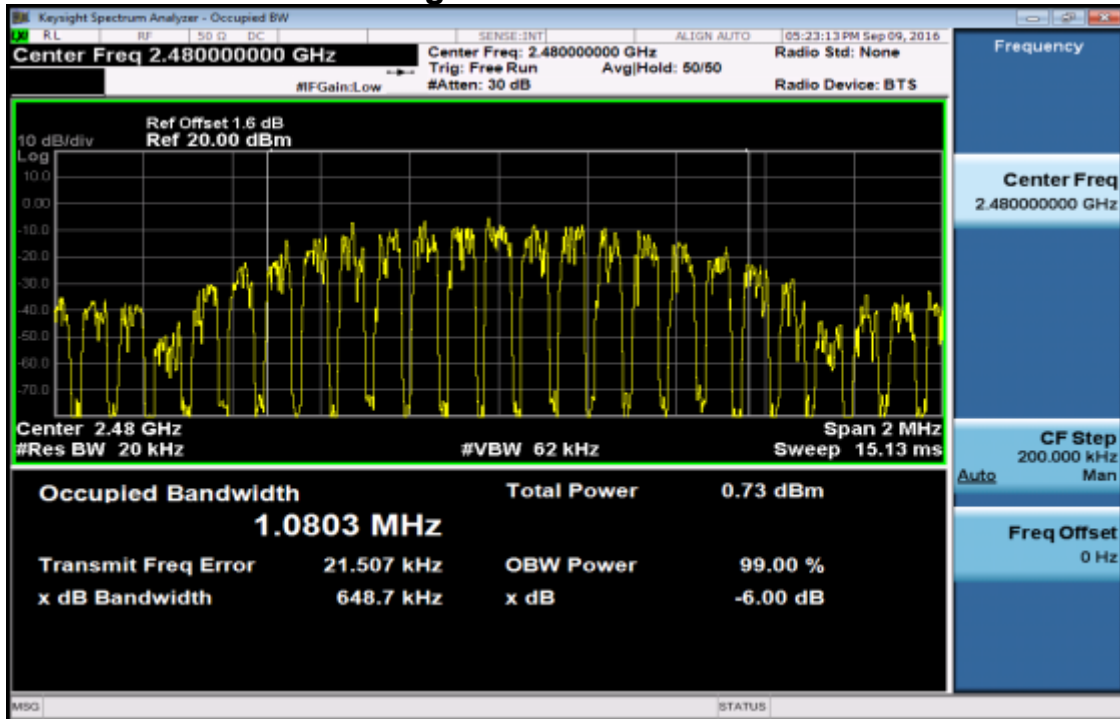 Keysight Spectrum Analyzer - Occupied BW
RL RF 50 Ω DC SENSE:INT ALIGN AUTO 05:23:13 PM Sep 09, 2016
Center Freq 2.480000000 GHz
Center Freq: 2.480000000 GHz
Radio Std: None
Trig: Free Run Avg|Hold: 50/50
#IFGain:Low
#Atten: 30 dB
Radio Device: BTS
Ref Offset 1.6 dB
10 dB/div Ref 20.00 dBm
Log
10.0
0.00
-10.0
-20.0
-30.0
-40.0
-50.0
-60.0
-70.0
Center 2.48 GHz Span 2 MHz
#Res BW 20 kHz #VBW 62 kHz Sweep 15.13 ms
Occupied Bandwidth Total Power 0.73 dBm
1.0803 MHz
Transmit Freq Error 21.507 kHz OBW Power 99.00 %
x dB Bandwidth 648.7 kHz x dB -6.00 dB
MSG STATUS
Frequency
Center Freq
2.480000000 GHz
CF Step
200.000 kHz
Auto Man
Freq Offset
0 Hz